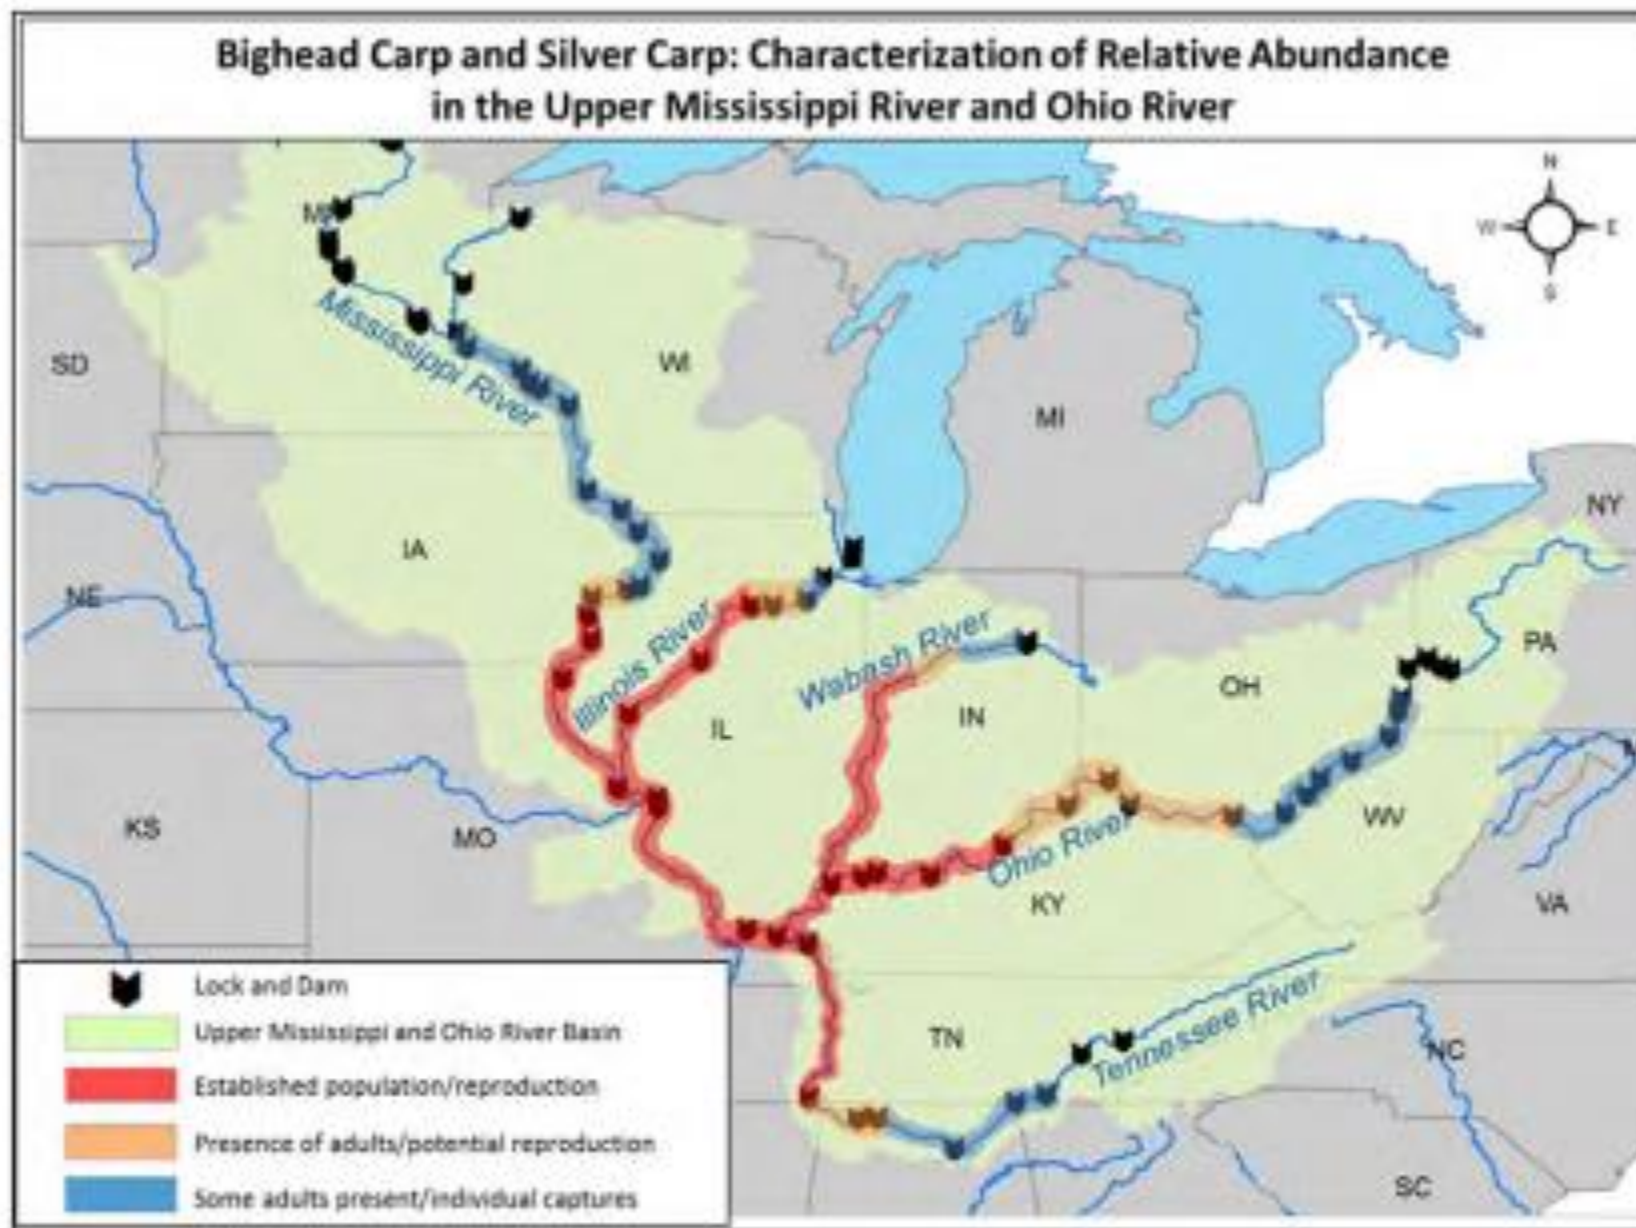 Bighead Carp and Silver Carp: Characterization of Relative Abundance
in the Upper Mississippi River and Ohio River
N
W
E
S
Mississippi River
SD
WI
MI
NY
IA
NE
Illinois River
Wabash River
PA
OH
IL
IN
KS
MO
WV
Ohio River
KY
VA
TN
Tennessee River
NC
SC
Lock and Dam
Upper Mississippi and Ohio River Basin
Established population/reproduction
Presence of adults/potential reproduction
Some adults present/individual captures